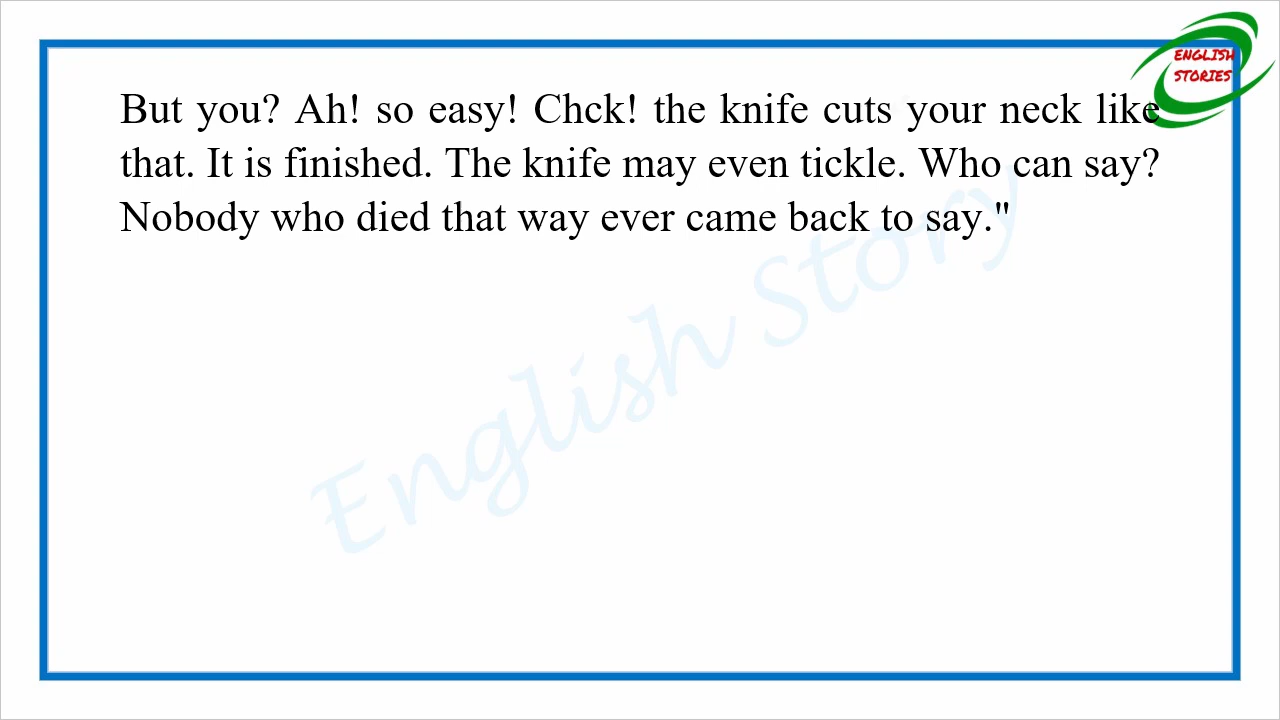 ENGLISH
STORIES
But you? Ah! so easy! Chck! the knife cuts your neck like
that. It is finished. The knife may even tickle. Who can say?
Nobody who died that way ever came back to say."
English Story